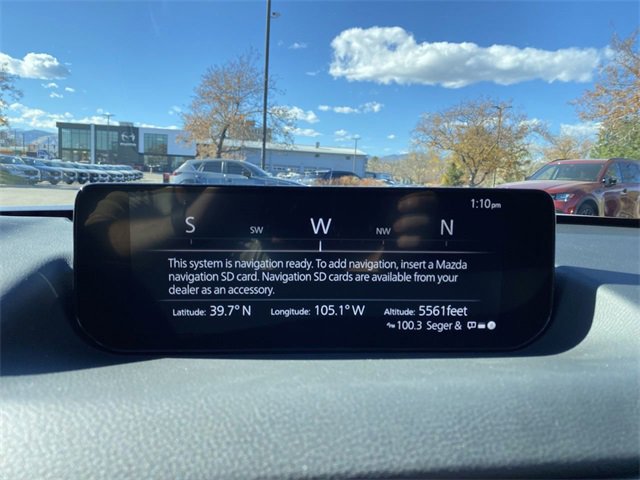 1:10pm
S SW W NW N
This system is navigation ready. To add navigation, insert a Mazda
navigation SD card. Navigation SD cards are available from your
dealer as an accessory.
Latitude: 39.7° N Longitude: 105.1° W Altitude: 5561feet
100.3 Seger &